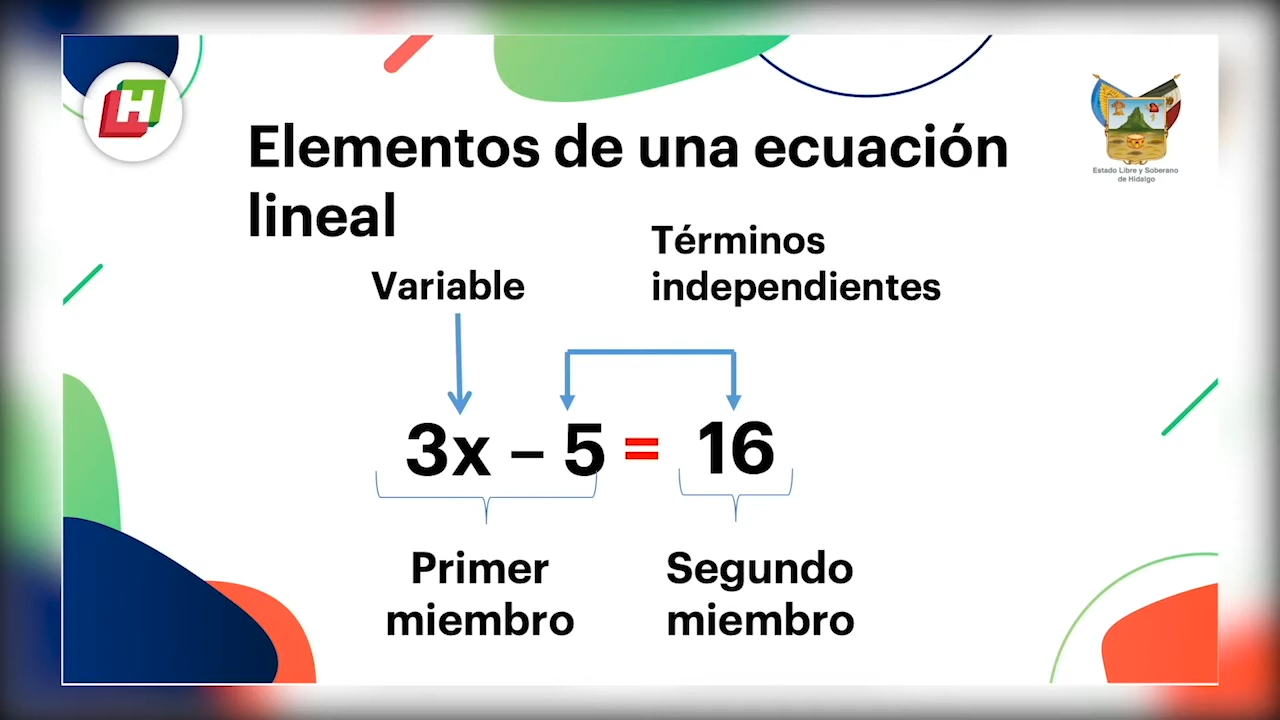 H
Estado Libre y Soberano
de Hidalgo
Elementos de una ecuación
lineal
Variable
Términos
independientes
3x – 5 = 16
Primer
miembro
Segundo
miembro